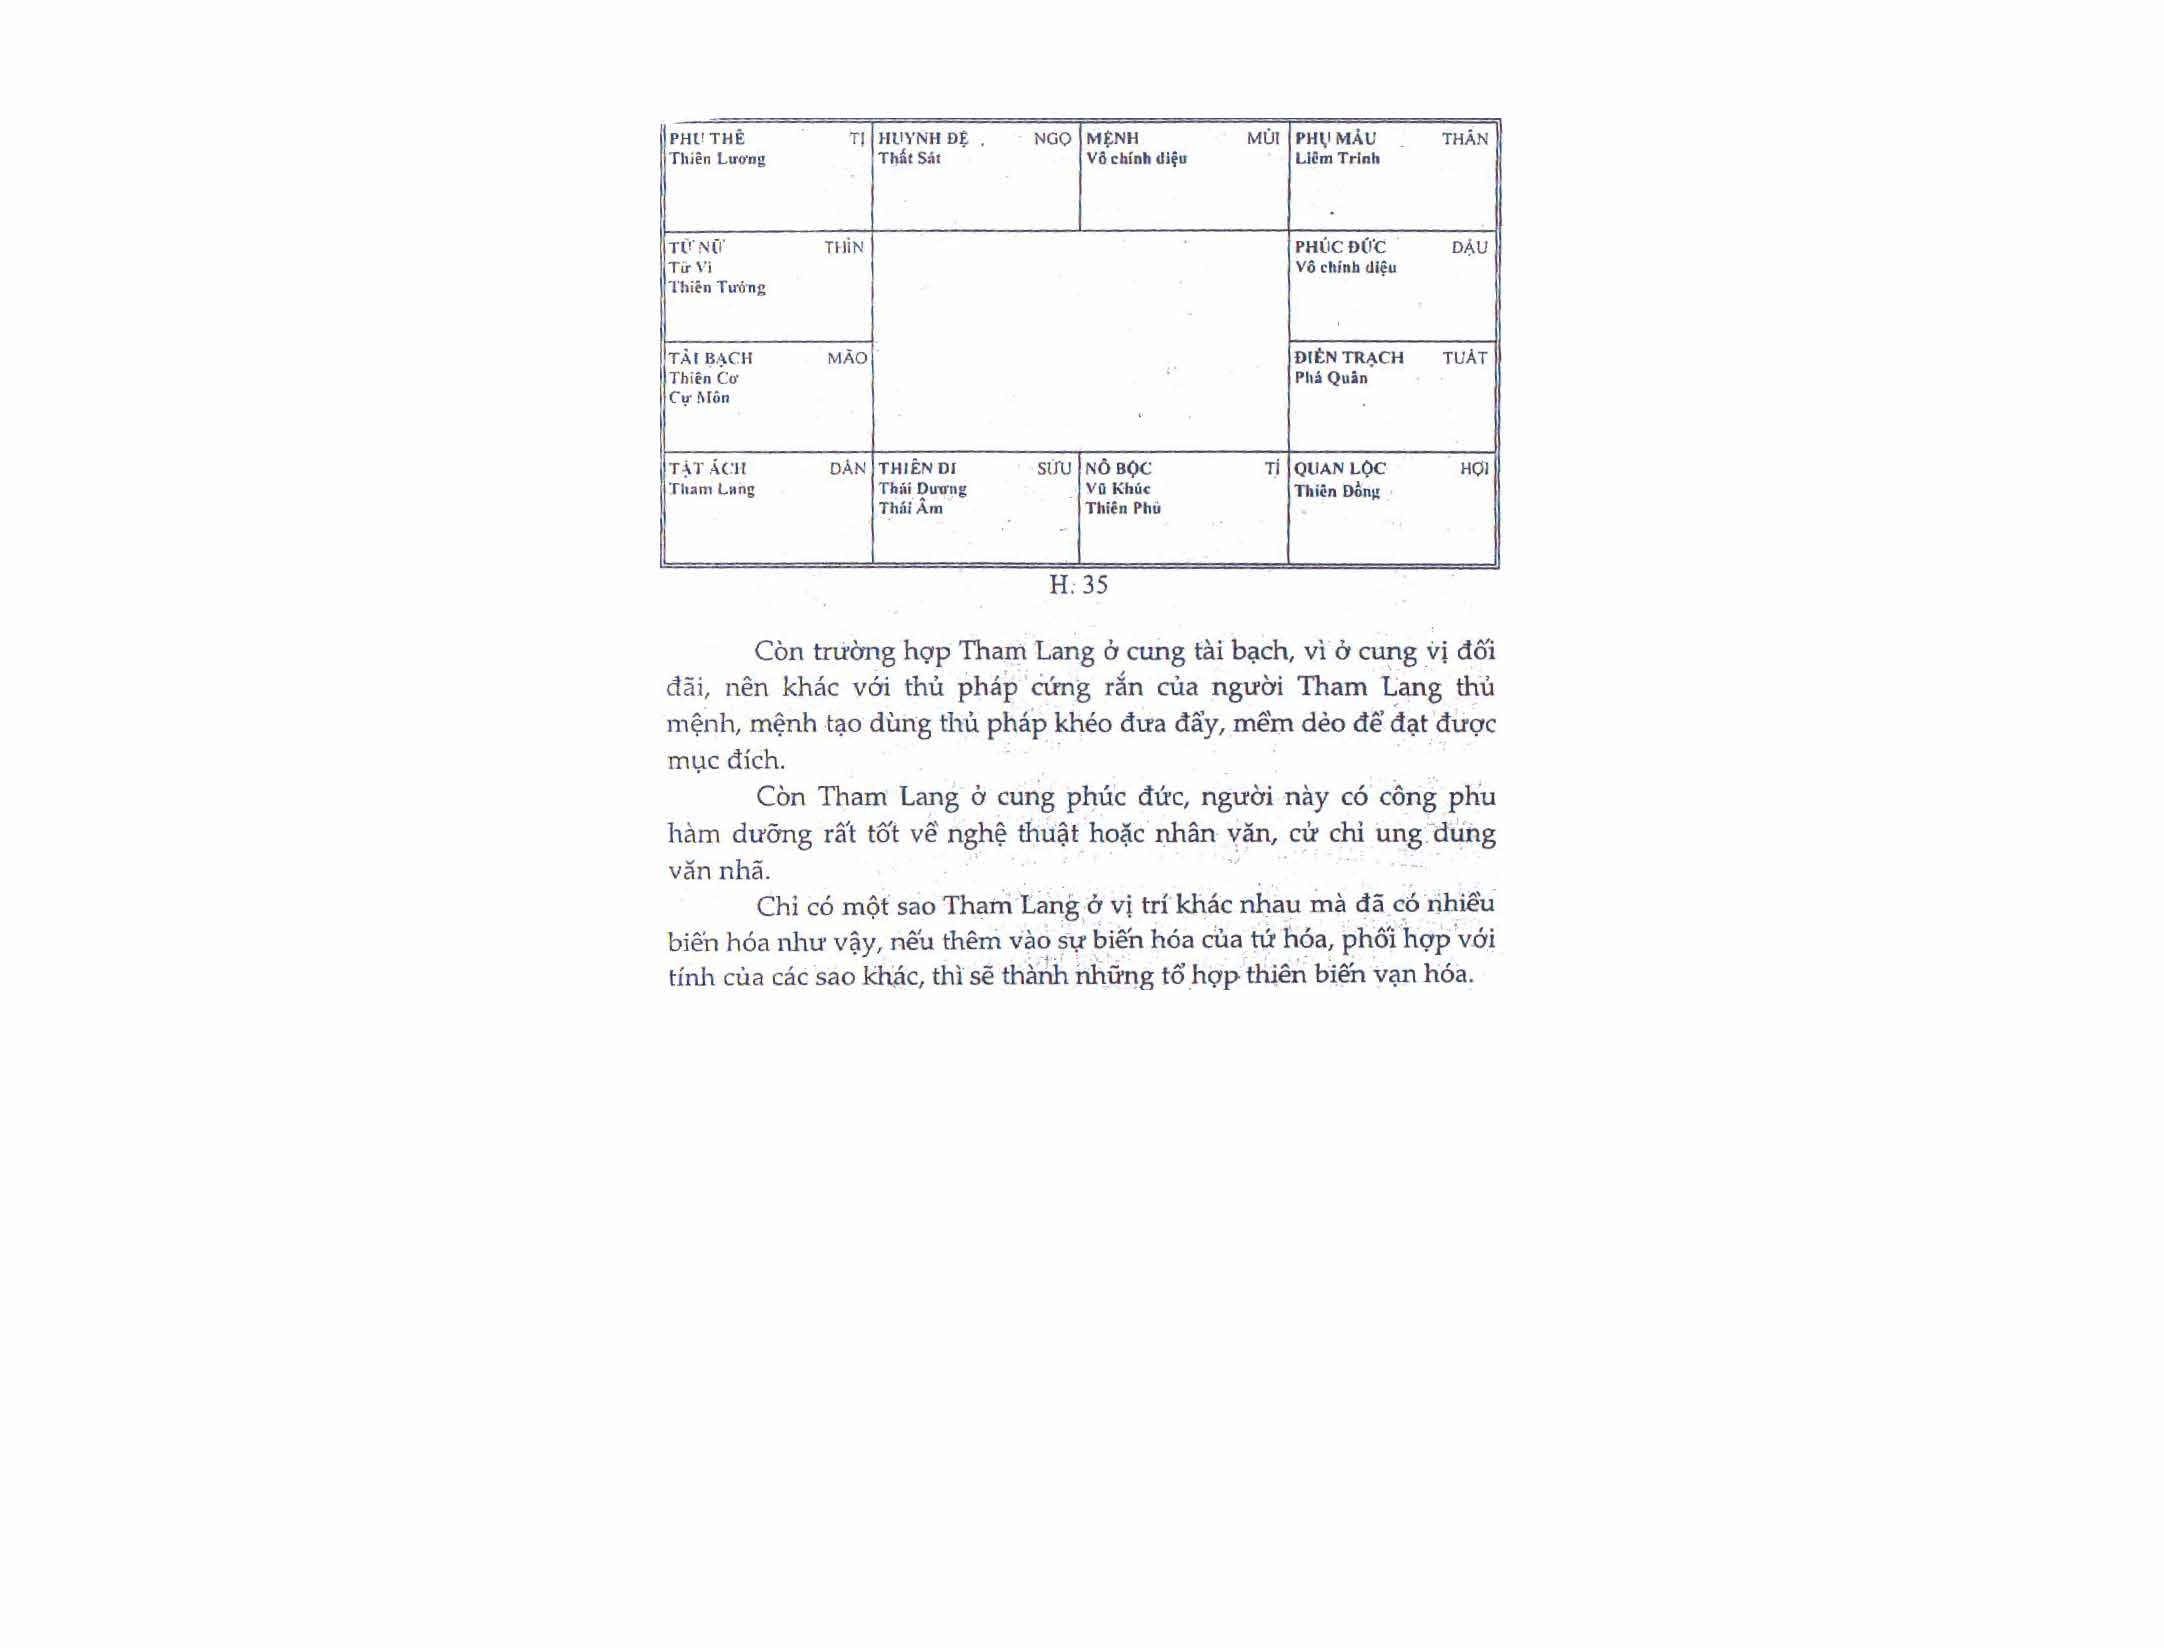 PHU THÊ TỊ HUYNH ĐỆ NGỌ MỆNH MÙI PHỤ MẪU THÂN
Thiên Lương Thất Sát Vô chính diệu Liêm Trinh
TỬ NỮ THÌN PHÚC ĐỨC DẬU
Tử Vi Vô chính diệu
Thiên Tướng
TÀI BẠCH MÃO ĐIỀN TRẠCH TUẤT
Thiên Cơ Phá Quân
Cự Môn
TẬT ÁCH DẦN THIÊN DI SỬU NÔ BỘC TÍ QUAN LỘC HỢI
Tham Lang Thái Dương Vũ Khúc Thiên Đồng
Thái Âm Thiên Phủ
H. 35
Còn trường hợp Tham Lang ở cung tài bạch, vì ở cung vị đối
đãi, nên khác với thủ pháp cứng rắn của người Tham Lang thủ
mệnh, mệnh tạo dùng thủ pháp khéo đưa đẩy, mềm dẻo để đạt được
mục đích.
Còn Tham Lang ở cung phúc đức, người này có công phu
hàm dưỡng rất tốt về nghệ thuật hoặc nhân văn, cử chỉ ung dung
văn nhã.
Chỉ có một sao Tham Lang ở vị trí khác nhau mà đã có nhiều
biến hóa như vậy, nếu thêm vào sự biến hóa của tứ hóa, phối hợp với
tính của các sao khác, thì sẽ thành những tổ hợp thiên biến vạn hóa.